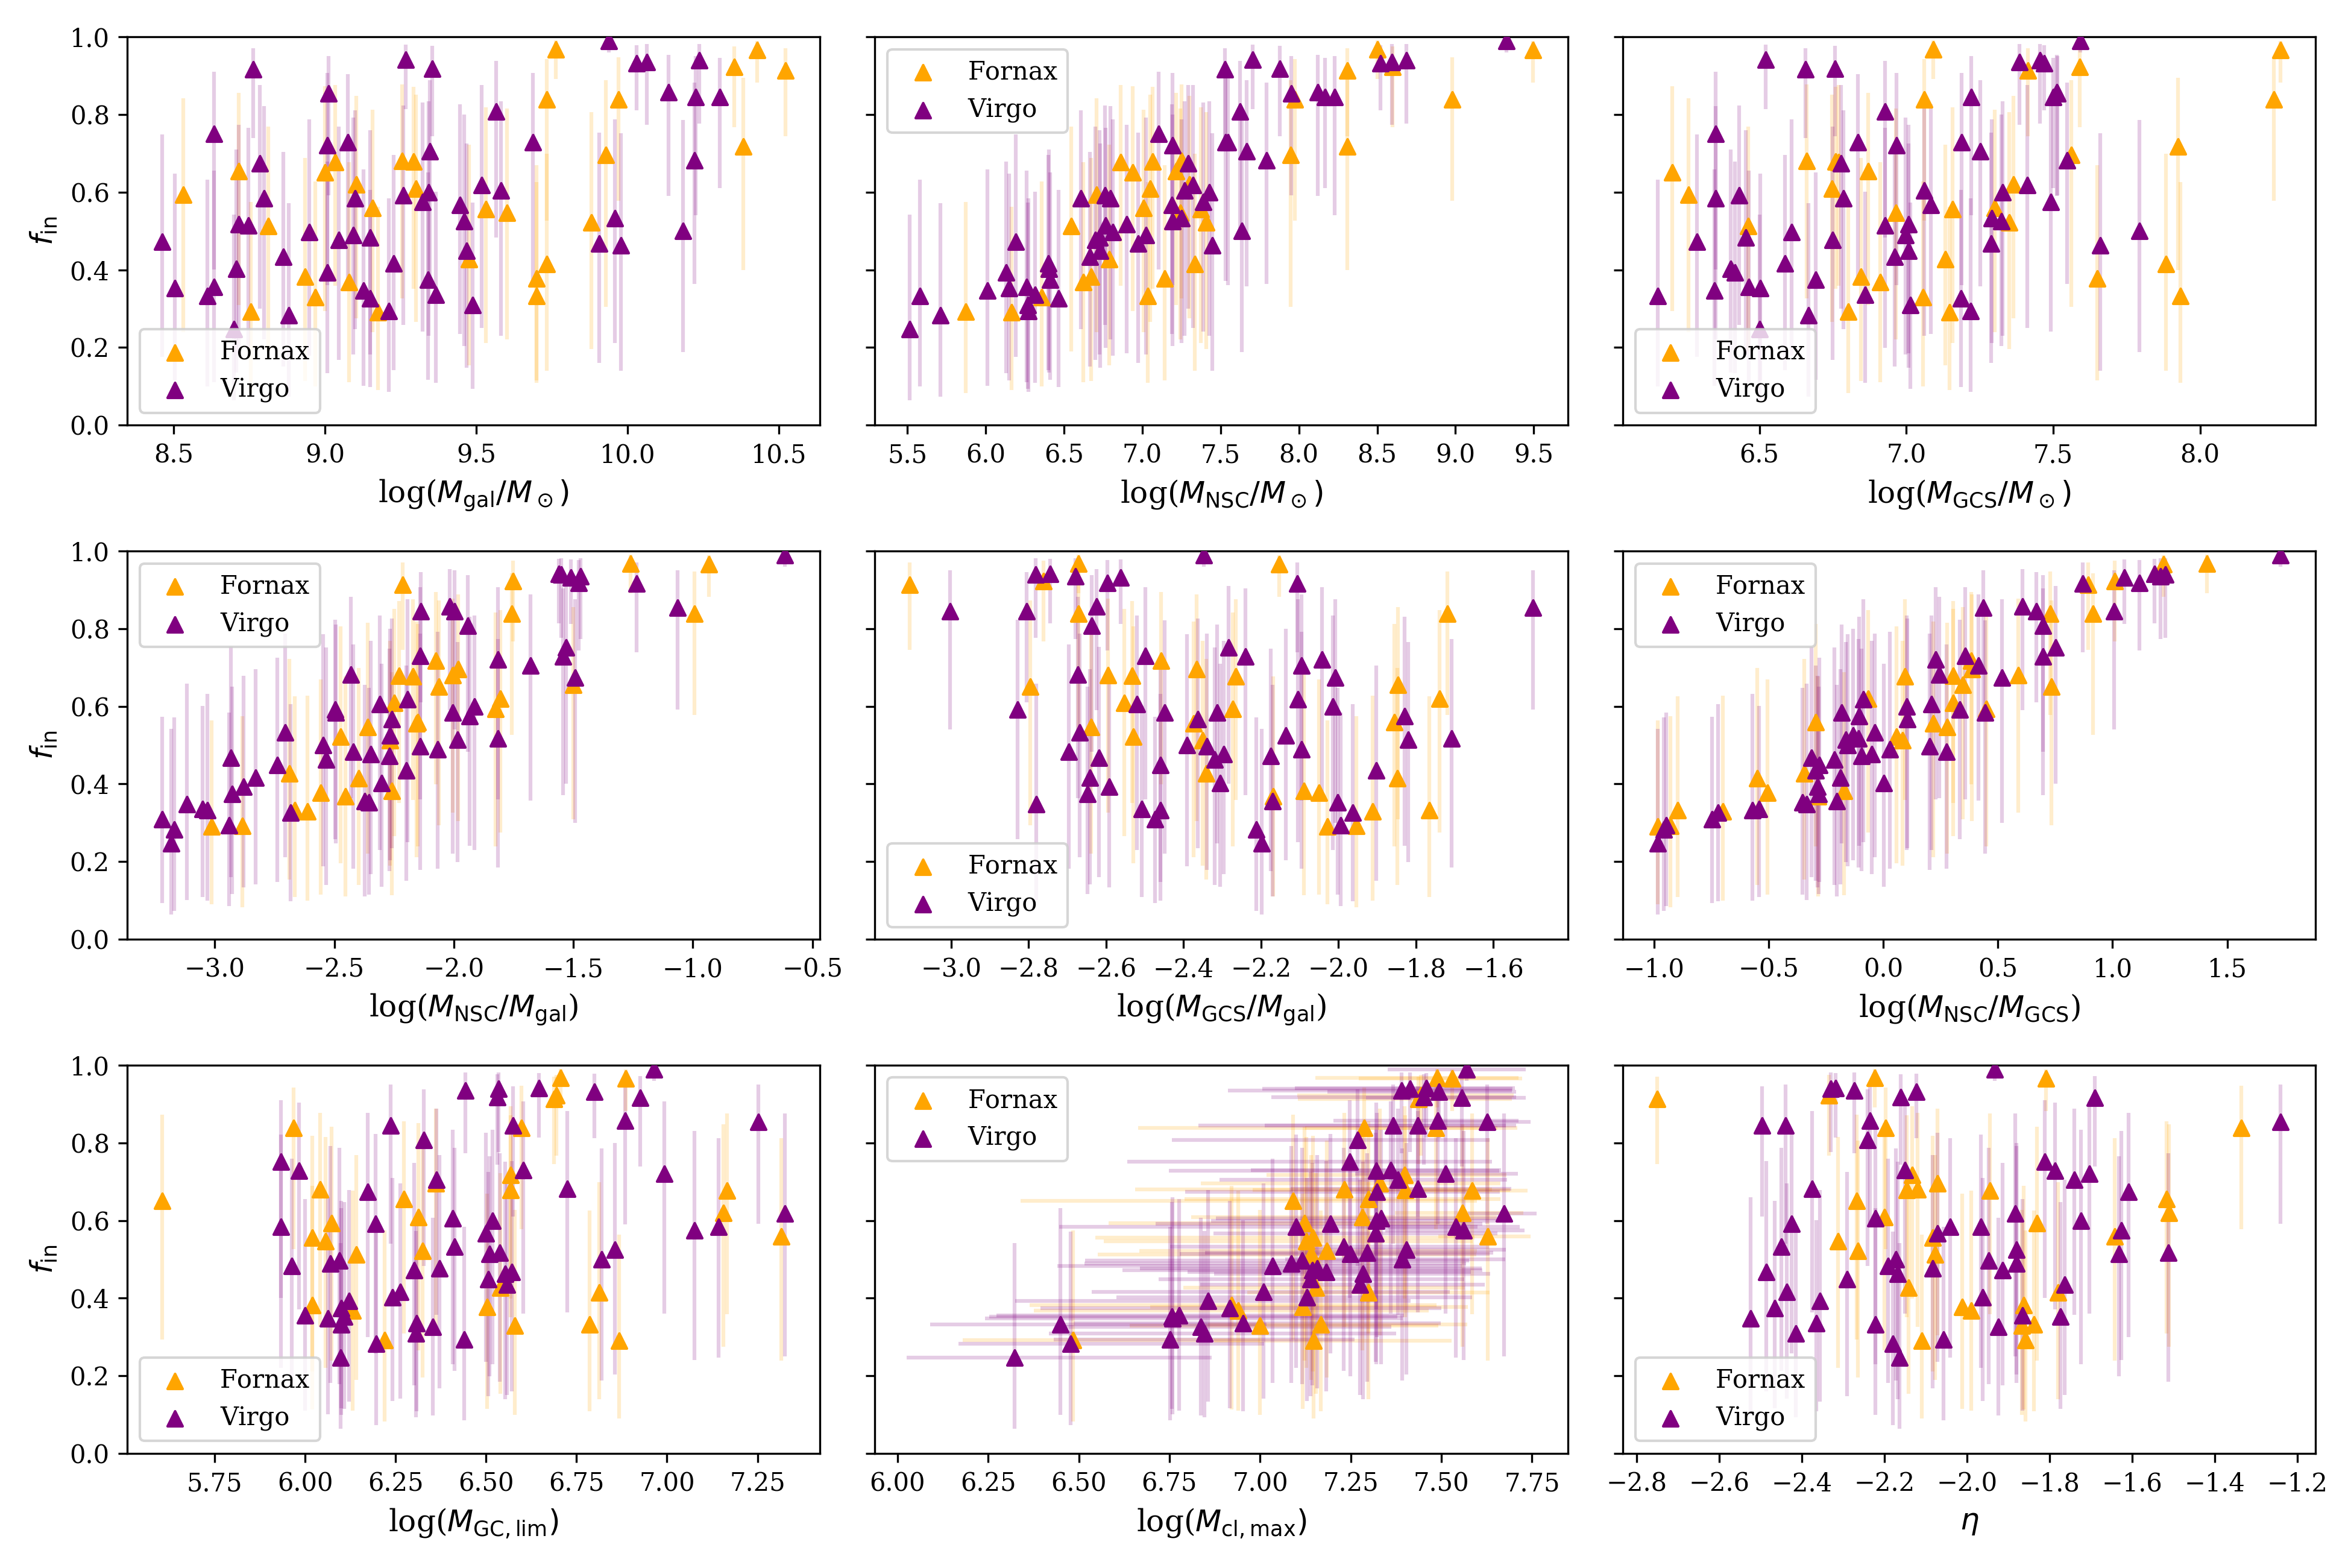 1.0
0.8
0.6
0.4
0.2
0.0
f_in
Fornax
Virgo
8.5 9.0 9.5 10.0 10.5
log(M_gal/M_⊙)
Fornax
Virgo
5.5 6.0 6.5 7.0 7.5 8.0 8.5 9.0 9.5
log(M_NSC/M_⊙)
Fornax
Virgo
6.5 7.0 7.5 8.0
log(M_GCS/M_⊙)
1.0
0.8
0.6
0.4
0.2
0.0
f_in
Fornax
Virgo
−3.0 −2.5 −2.0 −1.5 −1.0 −0.5
log(M_NSC/M_gal)
Fornax
Virgo
−3.0 −2.8 −2.6 −2.4 −2.2 −2.0 −1.8 −1.6
log(M_GCS/M_gal)
Fornax
Virgo
−1.0 −0.5 0.0 0.5 1.0 1.5
log(M_NSC/M_GCS)
1.0
0.8
0.6
0.4
0.2
0.0
f_in
Fornax
Virgo
5.75 6.00 6.25 6.50 6.75 7.00 7.25
log(M_GC,lim)
Fornax
Virgo
6.00 6.25 6.50 6.75 7.00 7.25 7.50 7.75
log(M_cl,max)
Fornax
Virgo
−2.8 −2.6 −2.4 −2.2 −2.0 −1.8 −1.6 −1.4 −1.2
η